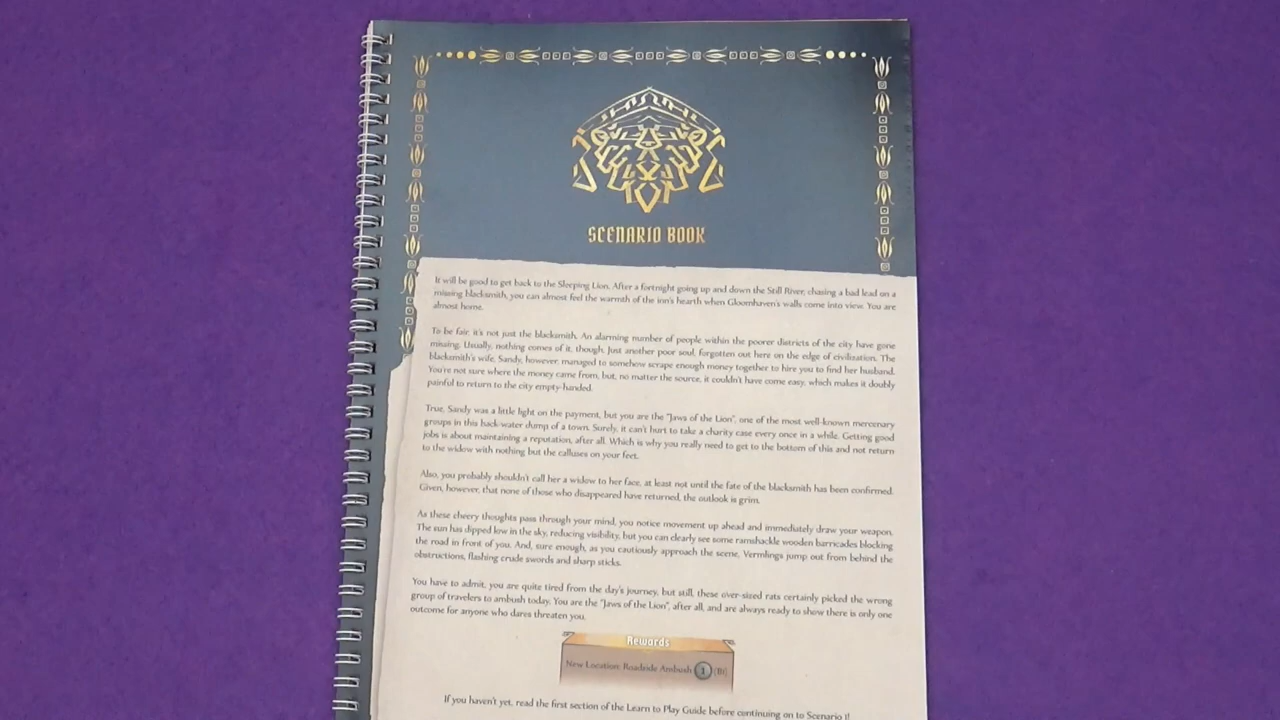 SCENARIO BOOK
It will be good to get back to the Sleeping Lion. After a fortnight going up and down the Still River, chasing a bad lead on a
missing blacksmith, you can almost feel the warmth of the inn's hearth when Gloomhaven's walls come into view. You are
almost home.
To be fair, it's not just the blacksmith. An alarming number of people within the poorer districts of the city have gone
missing. Usually, nothing comes of it, though. Just another poor soul, forgotten out here on the edge of civilization. The
blacksmith's wife, Sandy, however, managed to somehow scrape enough money together to hire you to find her husband.
You're not sure where the money came from, but, no matter the source, it couldn't have come easy, which makes it doubly
painful to return to the city empty-handed.
True, Sandy was a little light on the payment, but you are the "Jaws of the Lion", one of the most well-known mercenary
groups in this back-water dump of a town. Surely, it can't hurt to take a charity case every once in a while. Getting good
jobs is about maintaining a reputation, after all. Which is why you really need to get to the bottom of this and not return
to the widow with nothing but the calluses on your feet.
Also, you probably shouldn't call her a widow to her face, at least not until the fate of the blacksmith has been confirmed.
Given, however, that none of those who disappeared have returned, the outlook is grim.
As these cheery thoughts pass through your mind, you notice movement up ahead and immediately draw your weapon.
The sun has dipped low in the sky, reducing visibility, but you can clearly see some ramshackle wooden barricades blocking
the road in front of you. And, sure enough, as you cautiously approach the scene, Vermlings jump out from behind the
obstructions, flashing crude swords and sharp sticks.
You have to admit, you are quite tired from the day's journey, but still, these over-sized rats certainly picked the wrong
group of travelers to ambush today. You are the "Jaws of the Lion", after all, and are always ready to show there is only one
outcome for anyone who dares threaten you.
Rewards
New Location: Roadside Ambush 1
If you haven't yet, read the first section of the Learn to Play Guide before continuing on to Scenario 1!